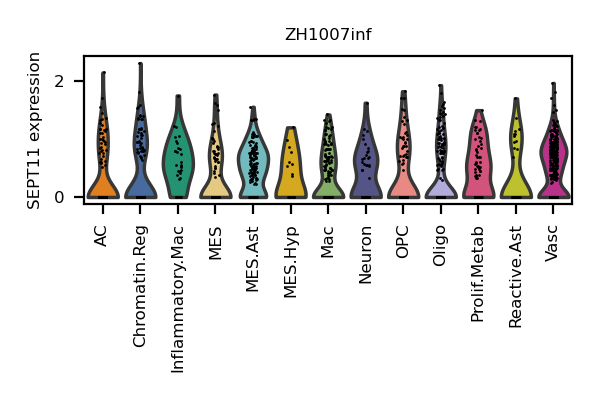 ZH1007inf
SEPT11 expression
2
0
AC
Chromatin.Reg
Inflammatory.Mac
MES
MES.Ast
MES.Hyp
Mac
Neuron
OPC
Oligo
Prolif.Metab
Reactive.Ast
Vasc